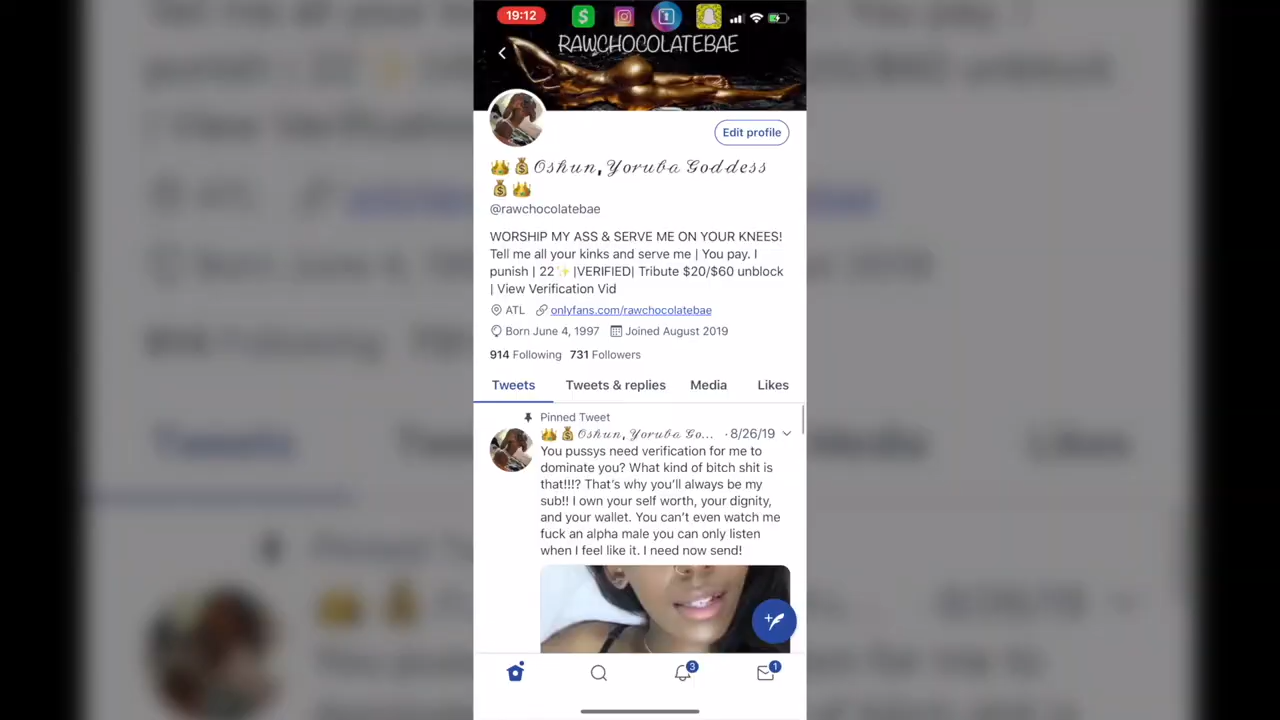 19:12
RAWCHOCOLATEBAE
Edit profile
👑💰𝒪𝓈𝒽𝓊𝓃, 𝒴𝑜𝓇𝓊𝒷𝒶 𝒢𝑜𝒹𝒹𝑒𝓈𝓈
💰👑
@rawchocolatebae
WORSHIP MY ASS & SERVE ME ON YOUR KNEES!
Tell me all your kinks and serve me | You pay. I
punish | 22✨ |VERIFIED| Tribute $20/$60 unblock
| View Verification Vid
ATL onlyfans.com/rawchocolatebae
Born June 4, 1997 Joined August 2019
914 Following 731 Followers
Tweets Tweets & replies Media Likes
Pinned Tweet
👑💰𝒪𝓈𝒽𝓊𝓃, 𝒴𝑜𝓇𝓊𝒷𝒶 𝒢𝑜... · 8/26/19
You pussys need verification for me to
dominate you? What kind of bitch shit is
that!!!? That's why you'll always be my
sub!! I own your self worth, your dignity,
and your wallet. You can't even watch me
fuck an alpha male you can only listen
when I feel like it. I need now send!
3 1